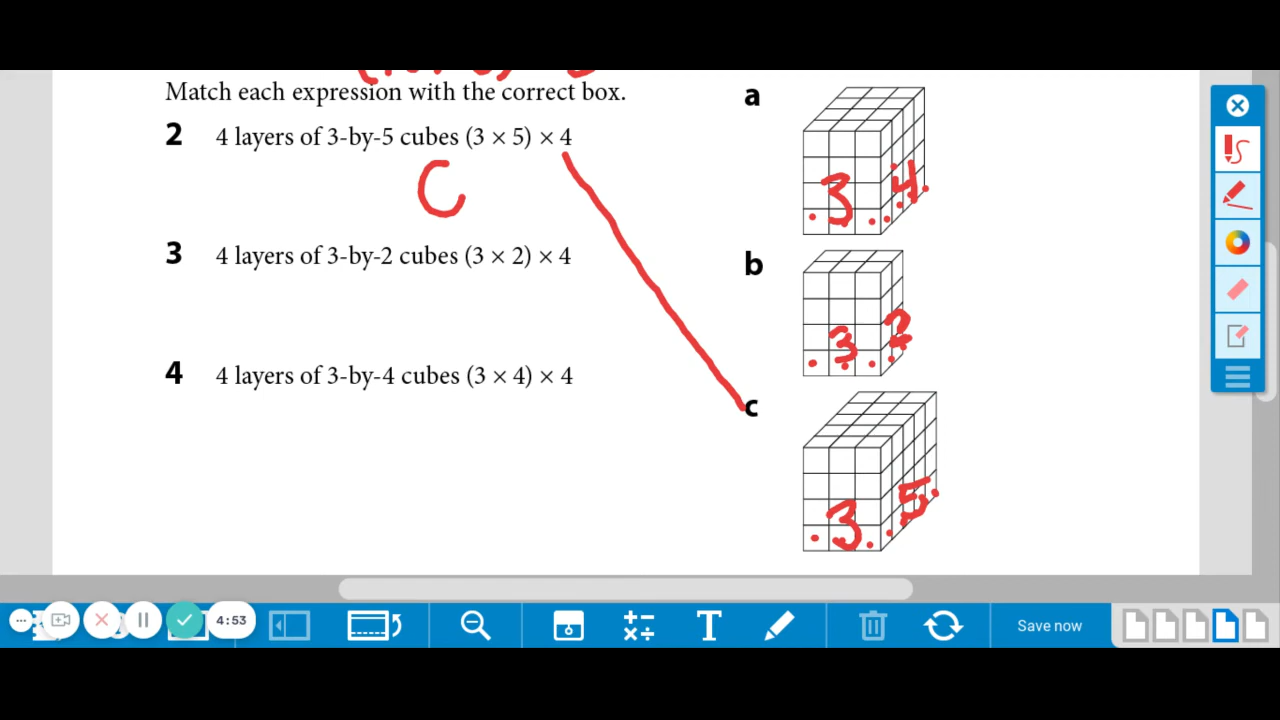 Match each expression with the correct box.
2 4 layers of 3-by-5 cubes (3 × 5) × 4
C
3 4 layers of 3-by-2 cubes (3 × 2) × 4
4 4 layers of 3-by-4 cubes (3 × 4) × 4
a
3 4
b
3 2
c
3 5
4:53
T
Save now